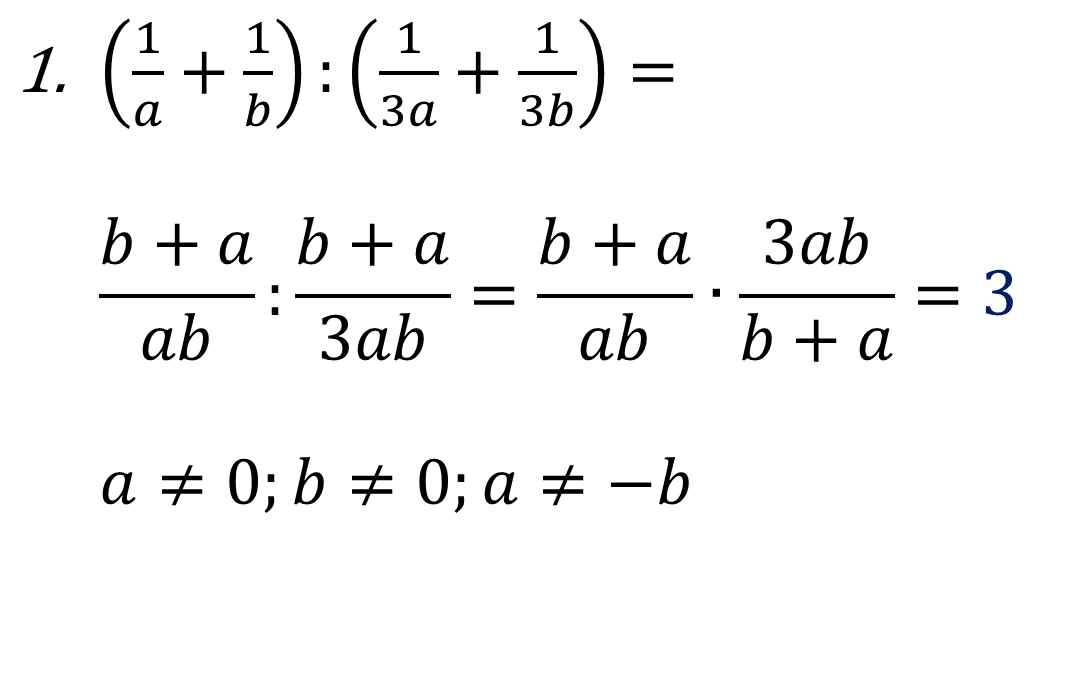 1. (1/a + 1/b) : (1/3a + 1/3b) =
b + a/ab : b + a/3ab = b + a/ab · 3ab/b + a = 3
a ≠ 0; b ≠ 0; a ≠ −b